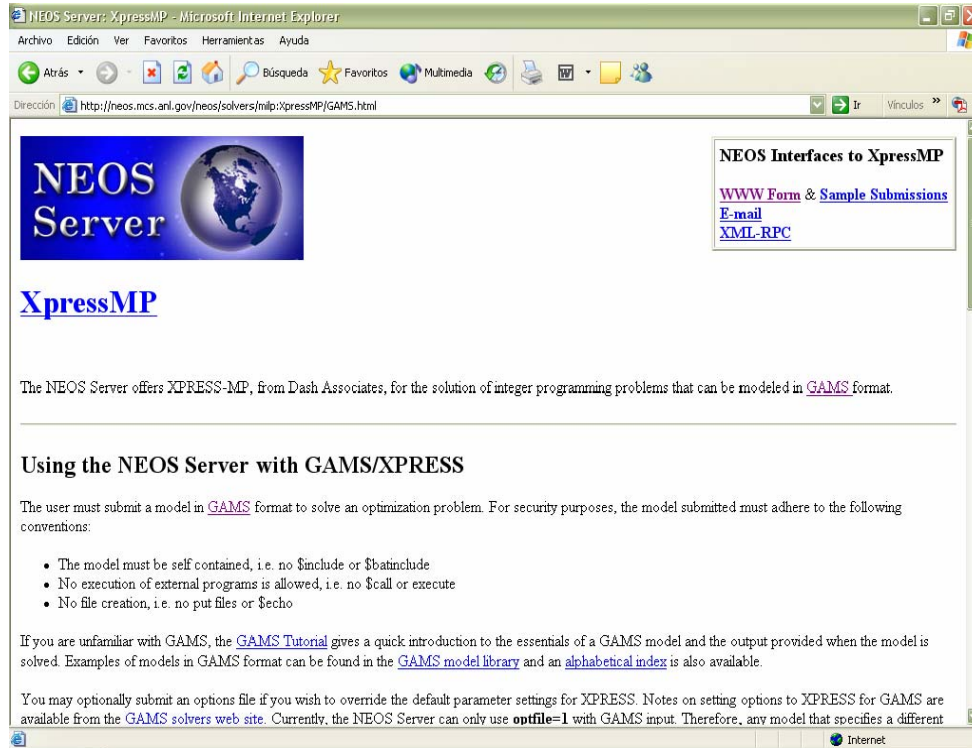 NEOS Server: XpressMP - Microsoft Internet Explorer
Archivo Edición Ver Favoritos Herramientas Ayuda
Atrás Búsqueda Favoritos Multimedia
Dirección http://neos.mcs.anl.gov/neos/solvers/milp:XpressMP/GAMS.html Ir Vínculos »
NEOS
Server
NEOS Interfaces to XpressMP
WWW Form & Sample Submissions
E-mail
XML-RPC
XpressMP
The NEOS Server offers XPRESS-MP, from Dash Associates, for the solution of integer programming problems that can be modeled in GAMS format.
Using the NEOS Server with GAMS/XPRESS
The user must submit a model in GAMS format to solve an optimization problem. For security purposes, the model submitted must adhere to the following
conventions:
• The model must be self contained, i.e. no $include or $batinclude
• No execution of external programs is allowed, i.e. no $call or execute
• No file creation, i.e. no put files or $echo
If you are unfamiliar with GAMS, the GAMS Tutorial gives a quick introduction to the essentials of a GAMS model and the output provided when the model is
solved. Examples of models in GAMS format can be found in the GAMS model library and an alphabetical index is also available.
You may optionally submit an options file if you wish to override the default parameter settings for XPRESS. Notes on setting options to XPRESS for GAMS are
available from the GAMS solvers web site. Currently, the NEOS Server can only use optfile=1 with GAMS input. Therefore, any model that specifies a different
Internet